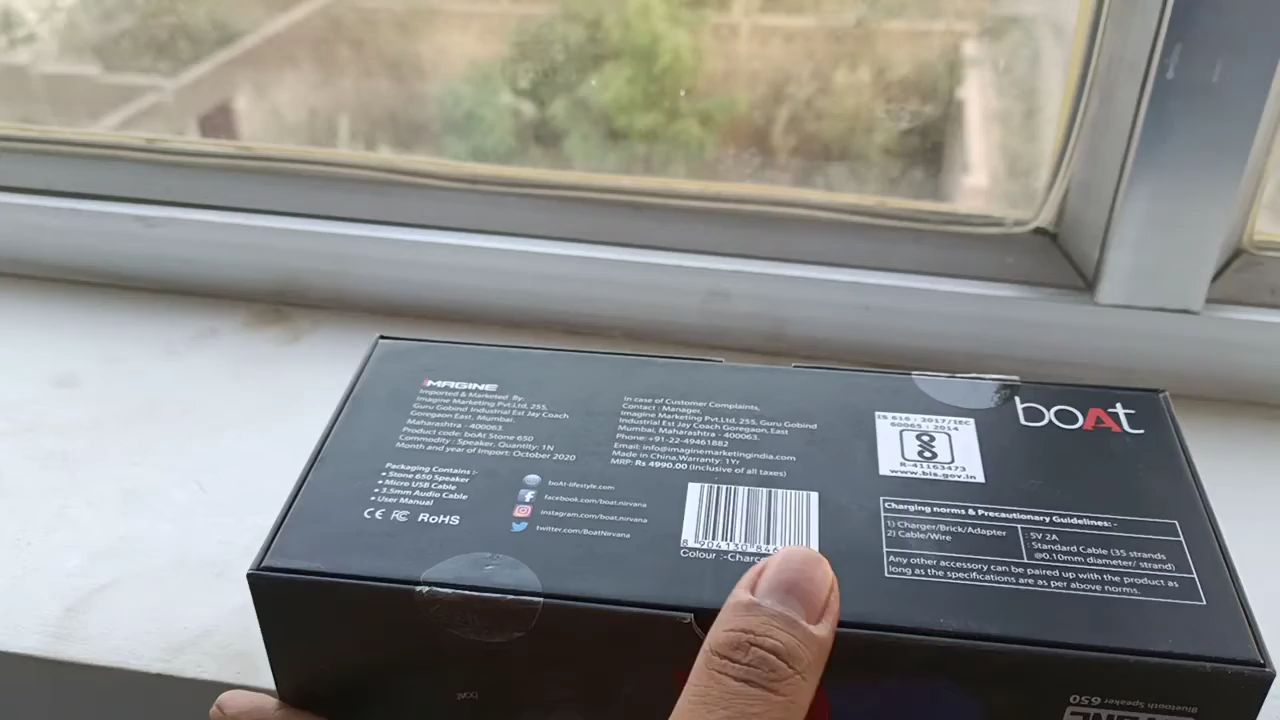 IMAGINE
Imported & Marketed By:
Imagine Marketing Pvt.Ltd, 255,
Guru Gobind Industrial Est Jay Coach
Goregaon East, Mumbai,
Maharashtra - 400063.
Product code: boAt Stone 650
Commodity : Speaker, Quantity: 1N
Month and year of Import: October 2020
Packaging Contains :-
• Stone 650 Speaker
• Micro USB Cable
• 3.5mm Audio Cable
• User Manual
CE FC RoHS
boAt-lifestyle.com
facebook.com/boat.nirvana
instagram.com/boat.nirvana
twitter.com/BoatNirvana
In case of Customer Complaints,
Contact : Manager,
Imagine Marketing Pvt.Ltd, 255, Guru Gobind
Industrial Est Jay Coach Goregaon, East
Mumbai, Maharashtra - 400063.
Phone:+91-22-49461882
Email: info@imaginemarketingindia.com
Made in China,Warranty: 1Yr
MRP: Rs 4990.00 (Inclusive of all taxes)
8 904130 846
Colour :-Charc
IS 616 : 2017/IEC
60065 : 2014
R-41163473
www.bis.gov.in
boAt
Charging norms & Precautionary Guidelines: -
1) Charger/Brick/Adapter : 5V 2A
2) Cable/Wire : Standard Cable (35 strands
@0.10mm diameter/ strand)
Any other accessory can be paired up with the product as
long as the specifications are as per above norms.
boAt
Bluetooth Speaker 650